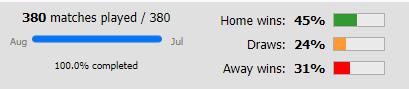 380 matches played / 380
Aug Jul
100.0% completed
Home wins: 45%
Draws: 24%
Away wins: 31%